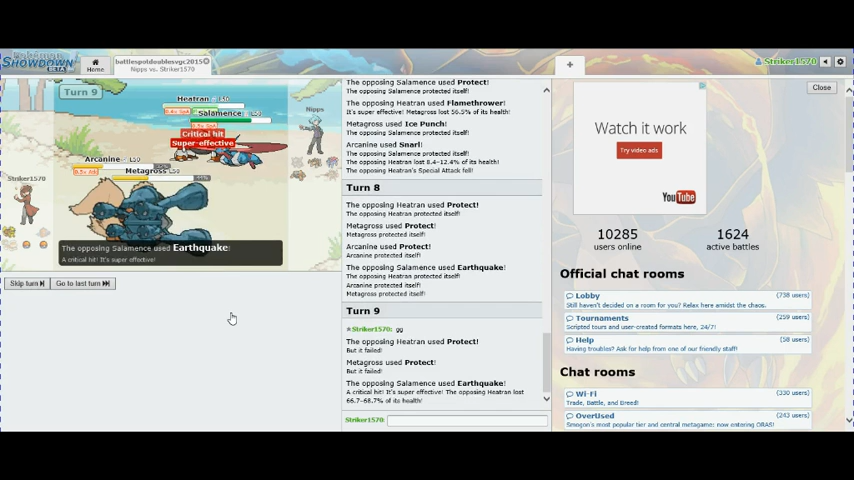 SHOWDOWN
BETA
Home
battlespotdoublesvgc2015
Nipps vs. Striker1570
+
Striker1570
Turn 9
Heatran L50
Salamence L50
Critical hit
Super-effective
Nipps
Arcanine L50
Metagross L50
Striker1570
The opposing Salamence used Earthquake!
A critical hit! It's super effective!
Skip turn
Go to last turn
The opposing Salamence used Protect!
The opposing Salamence protected itself!
The opposing Heatran used Flamethrower!
It's super effective! Metagross lost 56.5% of its health!
Metagross used Ice Punch!
The opposing Salamence protected itself!
Arcanine used Snarl!
The opposing Salamence protected itself!
The opposing Heatran lost 8.4–12.4% of its health!
The opposing Heatran's Special Attack fell!
Turn 8
The opposing Heatran used Protect!
The opposing Heatran protected itself!
Metagross used Protect!
Metagross protected itself!
Arcanine used Protect!
Arcanine protected itself!
The opposing Salamence used Earthquake!
The opposing Heatran protected itself!
Arcanine protected itself!
Metagross protected itself!
Turn 9
☆Striker1570: gg
The opposing Heatran used Protect!
But it failed!
Metagross used Protect!
But it failed!
The opposing Salamence used Earthquake!
A critical hit! It's super effective! The opposing Heatran lost
66.7–68.7% of its health!
Striker1570:
Close
Watch it work
Try video ads
YouTube
10285
users online
1624
active battles
Official chat rooms
Lobby
(738 users)
Still haven't decided on a room for you? Relax here amidst the chaos.
Tournaments
(259 users)
Scripted tours and user-created formats here, 24/7!
Help
(58 users)
Having troubles? Ask for help from one of our friendly staff!
Chat rooms
Wi-Fi
(330 users)
Trade, Battle, and Breed!
OverUsed
(243 users)
Smogon's most popular tier and central metagame: now entering ORAS!